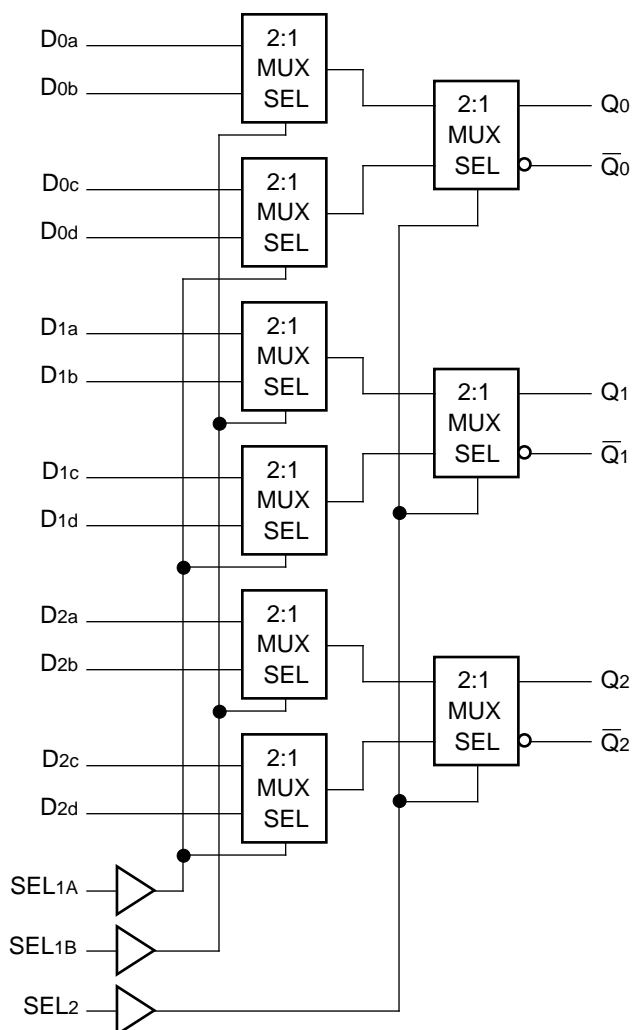 D0a
D0b
2:1
MUX
SEL
D0c
D0d
2:1
MUX
SEL
2:1
MUX
SEL
Q0
Q̅0
D1a
D1b
2:1
MUX
SEL
D1c
D1d
2:1
MUX
SEL
2:1
MUX
SEL
Q1
Q̅1
D2a
D2b
2:1
MUX
SEL
D2c
D2d
2:1
MUX
SEL
2:1
MUX
SEL
Q2
Q̅2
SEL1A
SEL1B
SEL2